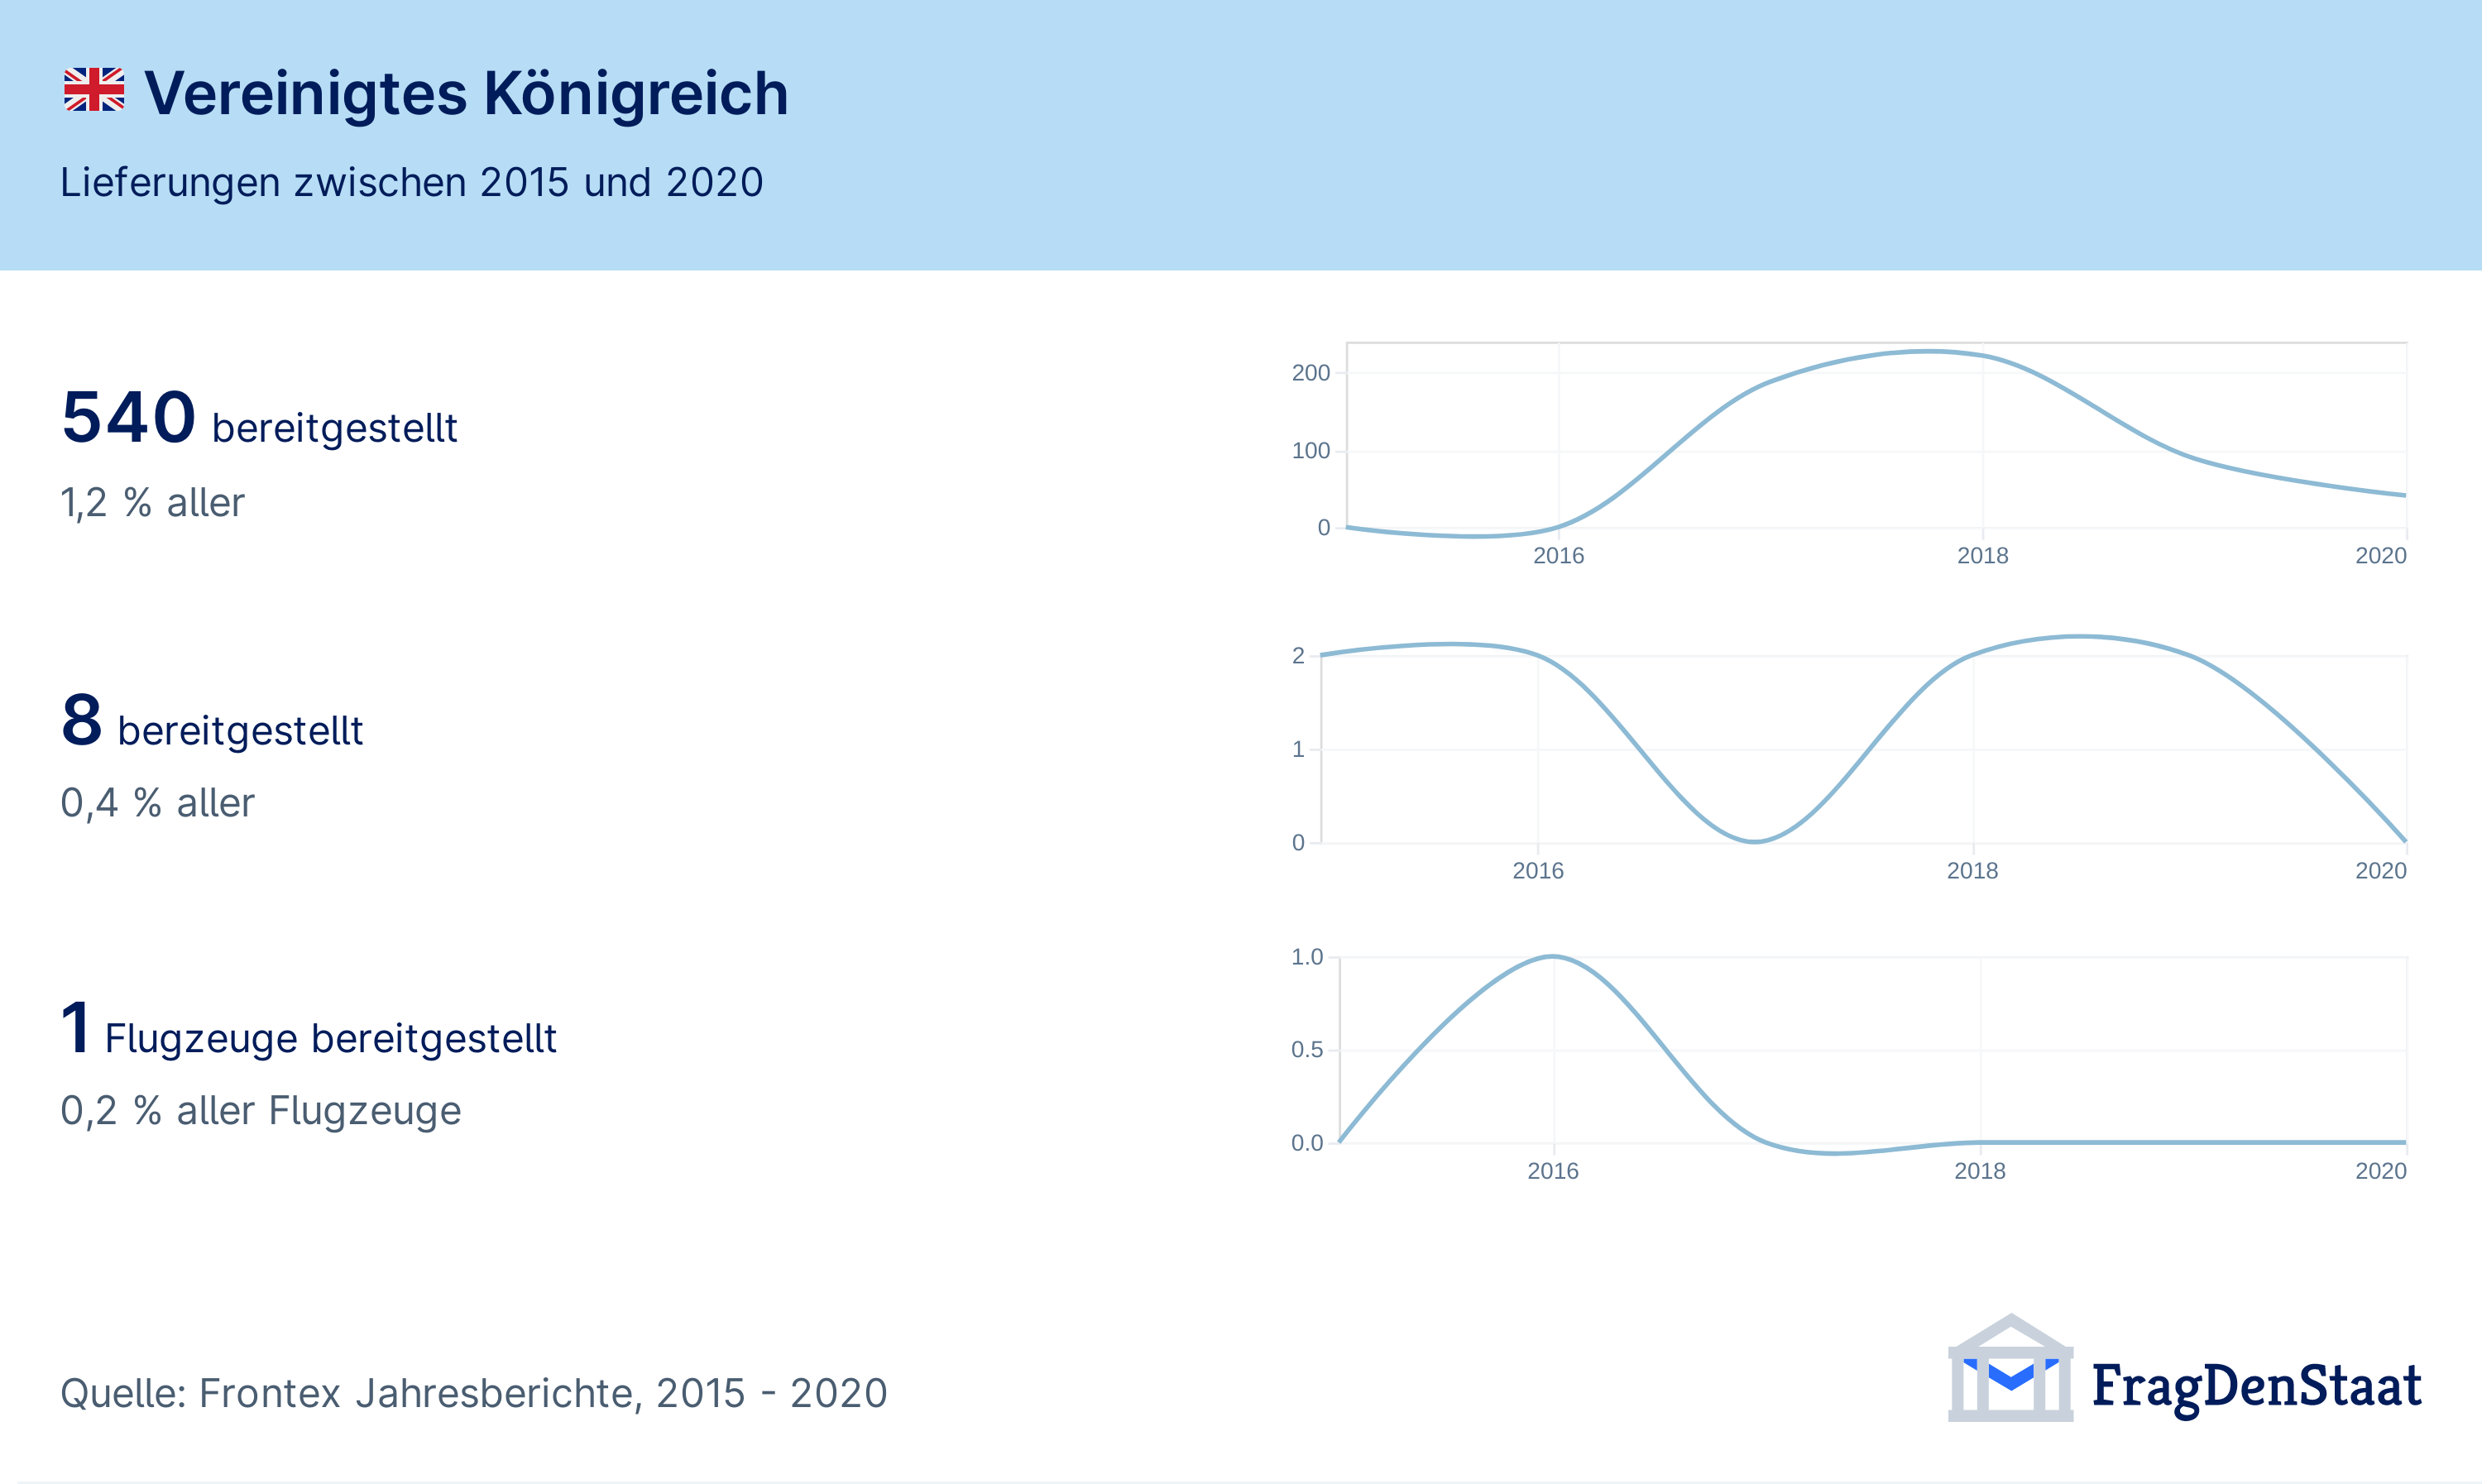 Vereinigtes Königreich
Lieferungen zwischen 2015 und 2020
540 bereitgestellt
1,2 % aller
200
100
0
2016 2018 2020
8 bereitgestellt
0,4 % aller
2
1
0
2016 2018 2020
1 Flugzeuge bereitgestellt
0,2 % aller Flugzeuge
1.0
0.5
0.0
2016 2018 2020
Quelle: Frontex Jahresberichte, 2015 - 2020
FragDenStaat